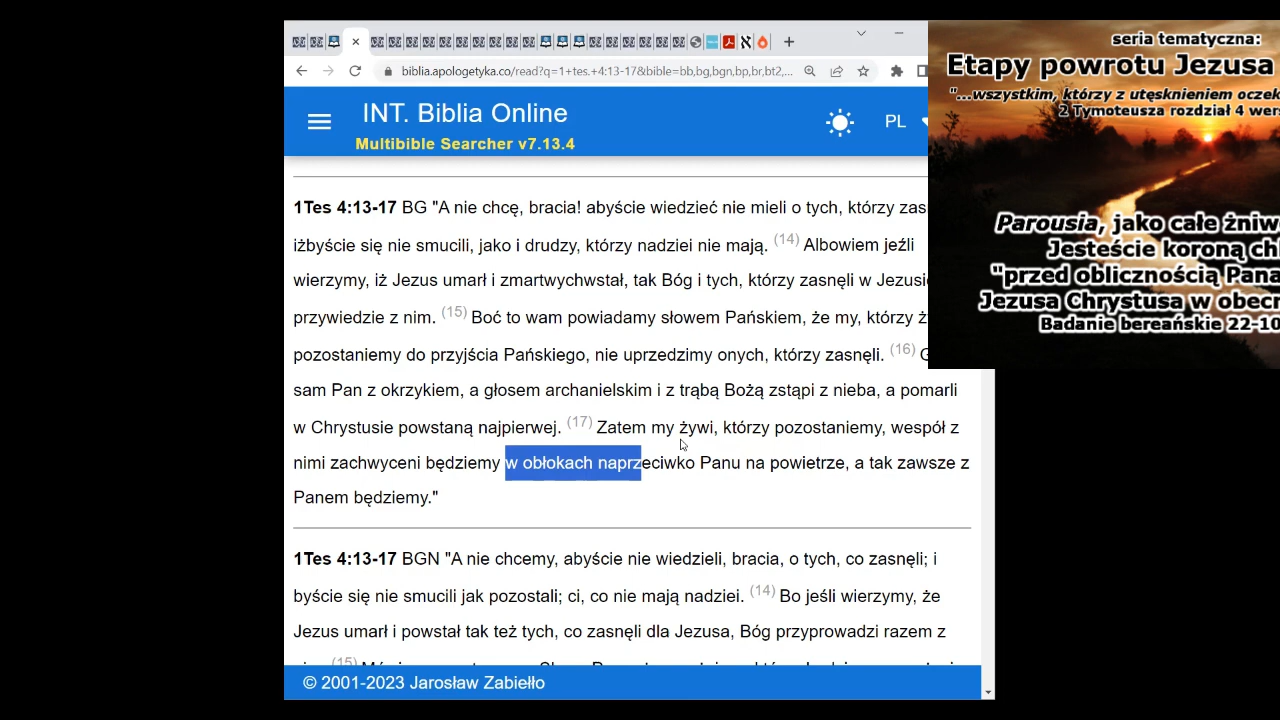 biblia.apologetyka.co/read?q=1+tes.+4:13-17&bible=bb,bg,bgn,bp,br,bt2,...
INT. Biblia Online
Multibible Searcher v7.13.4
PL
1Tes 4:13-17 BG "A nie chcę, bracia! abyście wiedzieć nie mieli o tych, którzy zas
iżbyście się nie smucili, jako i drudzy, którzy nadziei nie mają. (14) Albowiem jeźli
wierzymy, iż Jezus umarł i zmartwychwstał, tak Bóg i tych, którzy zasnęli w Jezusi
przywiedzie z nim. (15) Boć to wam powiadamy słowem Pańskiem, że my, którzy ż
pozostaniemy do przyjścia Pańskiego, nie uprzedzimy onych, którzy zasnęli. (16)
sam Pan z okrzykiem, a głosem archanielskim i z trąbą Bożą zstąpi z nieba, a pomarli
w Chrystusie powstaną najpierwej. (17) Zatem my żywi, którzy pozostaniemy, wespół z
nimi zachwyceni będziemy w obłokach naprzeciwko Panu na powietrze, a tak zawsze z
Panem będziemy."
1Tes 4:13-17 BGN "A nie chcemy, abyście nie wiedzieli, bracia, o tych, co zasnęli; i
byście się nie smucili jak pozostali; ci, co nie mają nadziei. (14) Bo jeśli wierzymy, że
Jezus umarł i powstał tak też tych, co zasnęli dla Jezusa, Bóg przyprowadzi razem z
(15)
© 2001-2023 Jarosław Zabiełło
seria tematyczna:
Etapy powrotu Jezusa
"...wszystkim, którzy z utęsknieniem oczek
2 Tymoteusza rozdział 4 wers
Parousia, jako całe żniw
Jesteście koroną ch
"przed oblicznością Pana
Jezusa Chrystusa w obecn
Badanie bereańskie 22-10